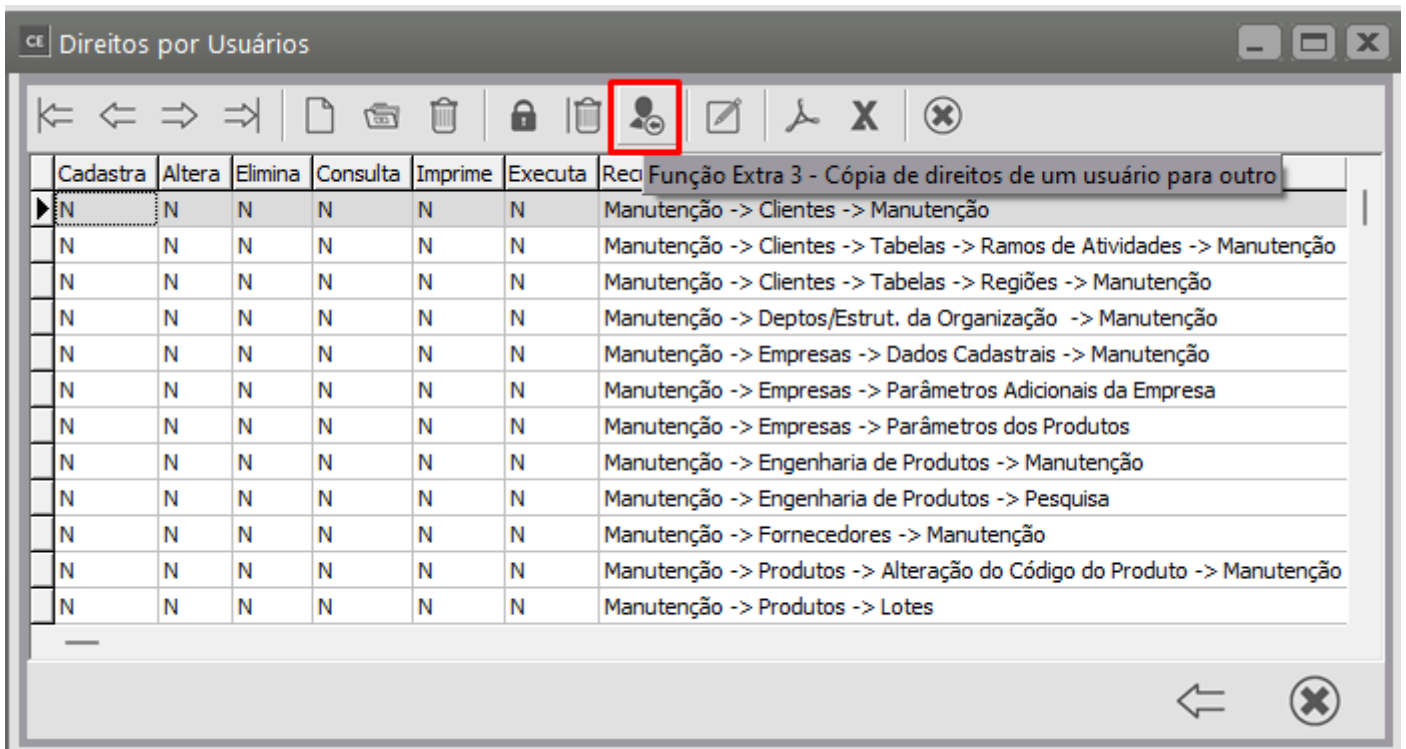 CE Direitos por Usuários
X
Cadastra Altera Elimina Consulta Imprime Executa Recu
Função Extra 3 - Cópia de direitos de um usuário para outro
N N N N N N Manutenção -> Clientes -> Manutenção
N N N N N N Manutenção -> Clientes -> Tabelas -> Ramos de Atividades -> Manutenção
N N N N N N Manutenção -> Clientes -> Tabelas -> Regiões -> Manutenção
N N N N N N Manutenção -> Deptos/Estrut. da Organização -> Manutenção
N N N N N N Manutenção -> Empresas -> Dados Cadastrais -> Manutenção
N N N N N N Manutenção -> Empresas -> Parâmetros Adicionais da Empresa
N N N N N N Manutenção -> Empresas -> Parâmetros dos Produtos
N N N N N N Manutenção -> Engenharia de Produtos -> Manutenção
N N N N N N Manutenção -> Engenharia de Produtos -> Pesquisa
N N N N N N Manutenção -> Fornecedores -> Manutenção
N N N N N N Manutenção -> Produtos -> Alteração do Código do Produto -> Manutenção
N N N N N N Manutenção -> Produtos -> Lotes